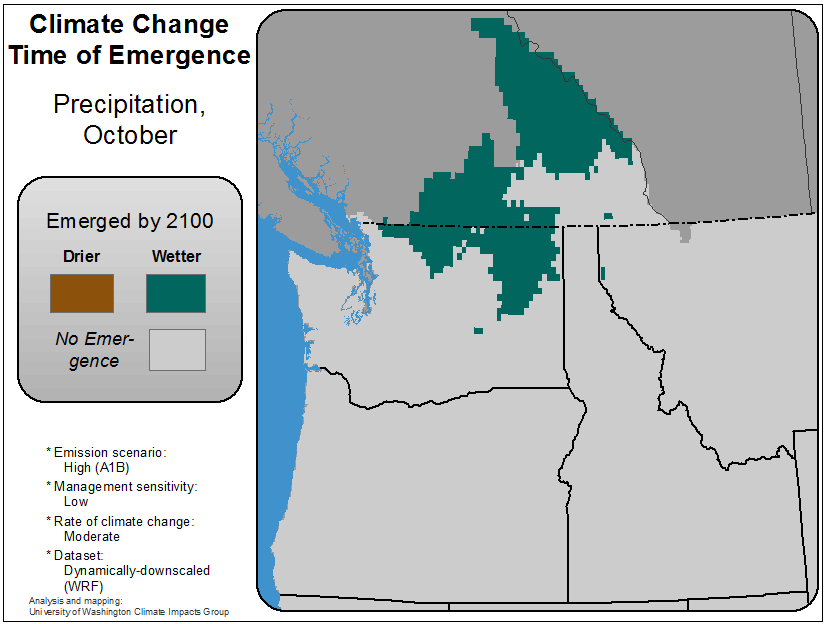 Climate Change
Time of Emergence
Precipitation,
October
Emerged by 2100
Drier Wetter
No Emer-
gence
* Emission scenario:
High (A1B)
* Management sensitivity:
Low
* Rate of climate change:
Moderate
* Dataset:
Dynamically-downscaled
(WRF)
Analysis and mapping:
University of Washington Climate Impacts Group